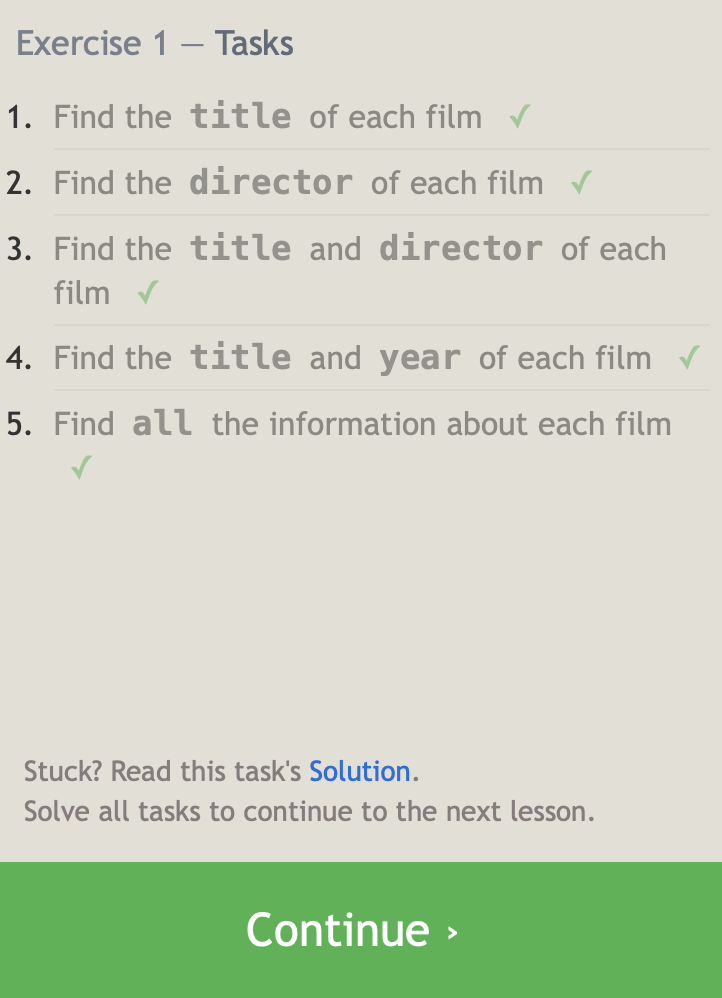 Exercise 1 — Tasks
1. Find the title of each film ✓
2. Find the director of each film ✓
3. Find the title and director of each
film ✓
4. Find the title and year of each film ✓
5. Find all the information about each film
✓
Stuck? Read this task's Solution.
Solve all tasks to continue to the next lesson.
Continue ›